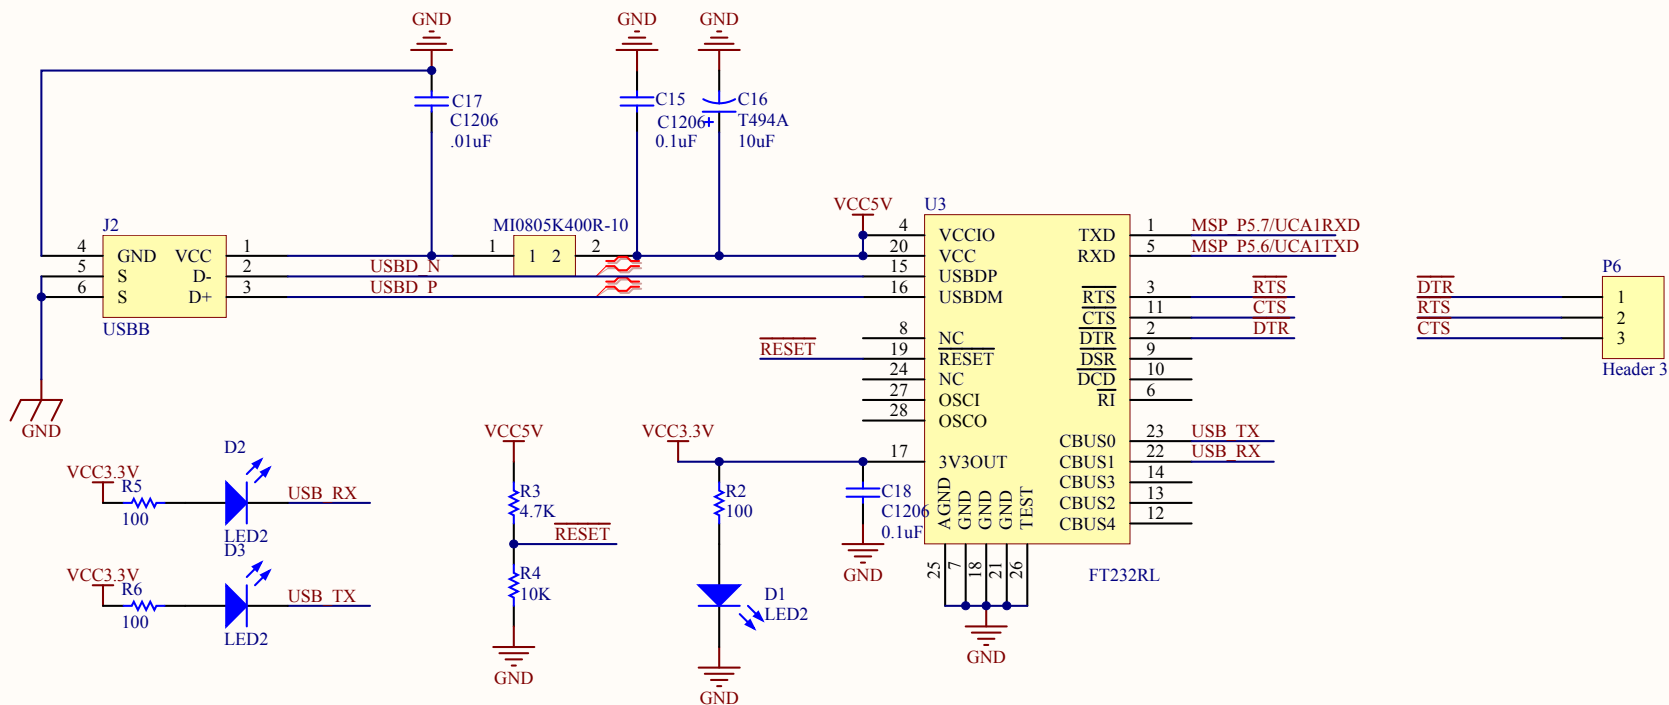 GND
GND
GND
C17
C1206
.01uF
C15
C1206
0.1uF
C16
T494A
10uF
J2
4
5
6
GND
S
S
VCC
D-
D+
1
2
3
USBB
USBD_N
USBD_P
MI0805K400R-10
1
1 2
2
GND
VCC5V
U3
4
20
15
16
8
19
24
27
28
17
VCCIO
VCC
USBDP
USBDM
NC
RESET
NC
OSCI
OSCO
3V3OUT
RESET
TXD
RXD
RTS
CTS
DTR
DSR
DCD
RI
CBUS0
CBUS1
CBUS3
CBUS2
CBUS4
1
5
3
11
2
9
10
6
23
22
14
13
12
MSP_P5.7/UCA1RXD
MSP_P5.6/UCA1TXD
RTS
CTS
DTR
USB_TX
USB_RX
AGND
GND
GND
GND
TEST
25
7
18
21
26
FT232RL
GND
P6
DTR
RTS
CTS
1
2
3
Header 3
D2
VCC3.3V
R5
100
LED2
USB_RX
D3
VCC3.3V
R6
100
LED2
USB_TX
VCC5V
R3
4.7K
RESET
R4
10K
GND
VCC3.3V
R2
100
D1
LED2
GND
C18
C1206
0.1uF
GND